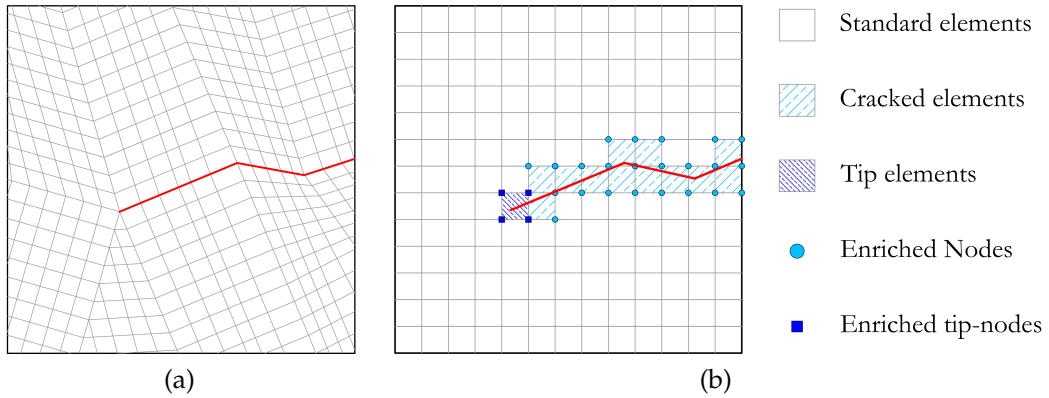 Standard elements
Cracked elements
Tip elements
Enriched Nodes
Enriched tip-nodes
(a)
(b)